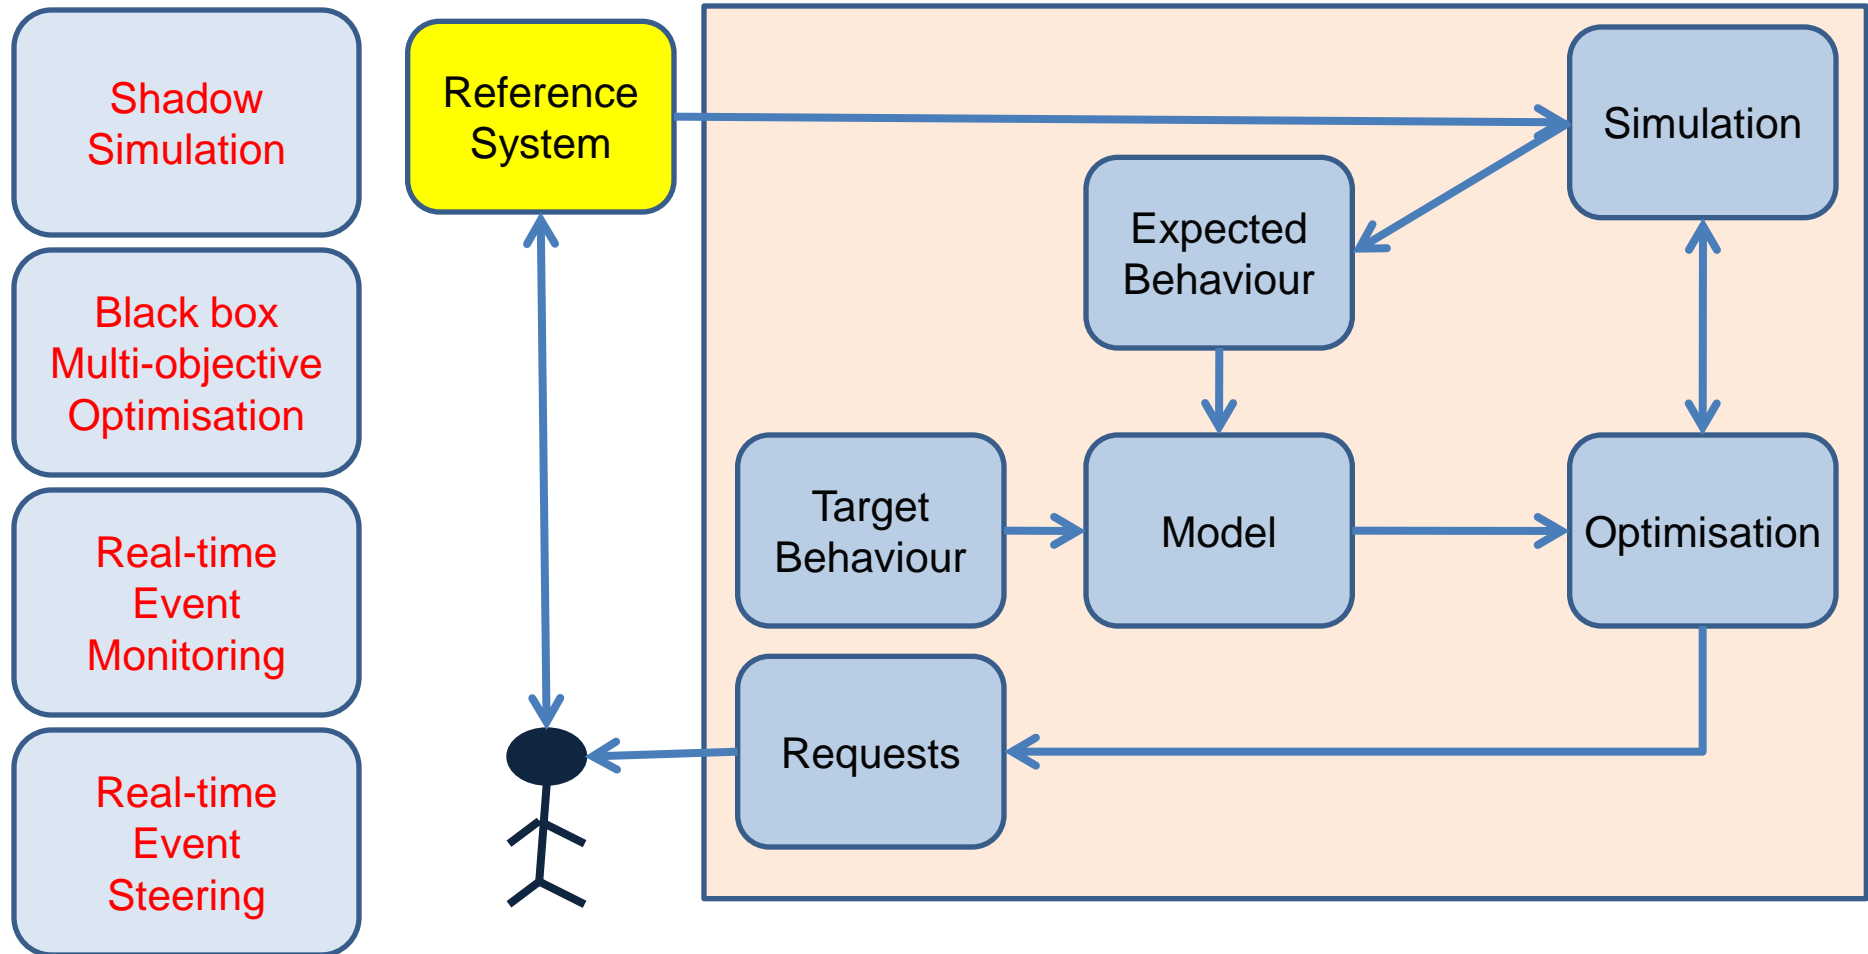 Shadow
Simulation
Black box
Multi-objective
Optimisation
Real-time
Event
Monitoring
Real-time
Event
Steering
Reference
System
Simulation
Expected
Behaviour
Target
Behaviour
Model
Optimisation
Requests